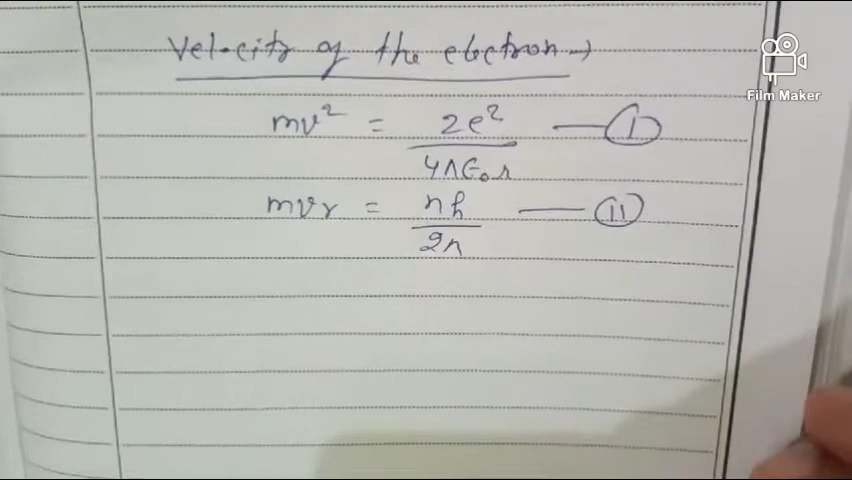 Velocity of the electron →
mv² = Ze² / 4πε₀r — (I)
mvr = nh / 2π — (II)
Film Maker